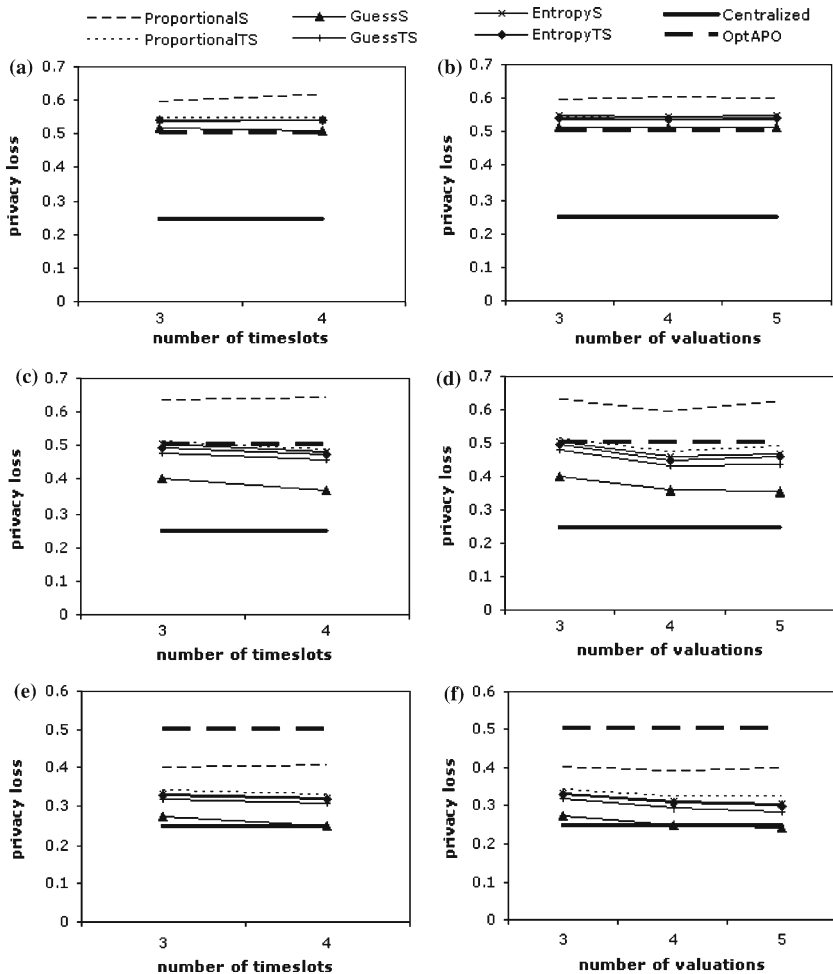 ProportionalS GuessS EntropyS Centralized
ProportionalTS GuessTS EntropyTS OptAPO
(a)
0.7
0.6
0.5
0.4
0.3
0.2
0.1
0
privacy loss
3 4
number of timeslots
(b)
0.7
0.6
0.5
0.4
0.3
0.2
0.1
0
privacy loss
3 4 5
number of valuations
(c)
0.7
0.6
0.5
0.4
0.3
0.2
0.1
0
privacy loss
3 4
number of timeslots
(d)
0.7
0.6
0.5
0.4
0.3
0.2
0.1
0
privacy loss
3 4 5
number of valuations
(e)
0.6
0.5
0.4
0.3
0.2
0.1
0
privacy loss
3 4
number of timeslots
(f)
0.6
0.5
0.4
0.3
0.2
0.1
0
privacy loss
3 4 5
number of valuations